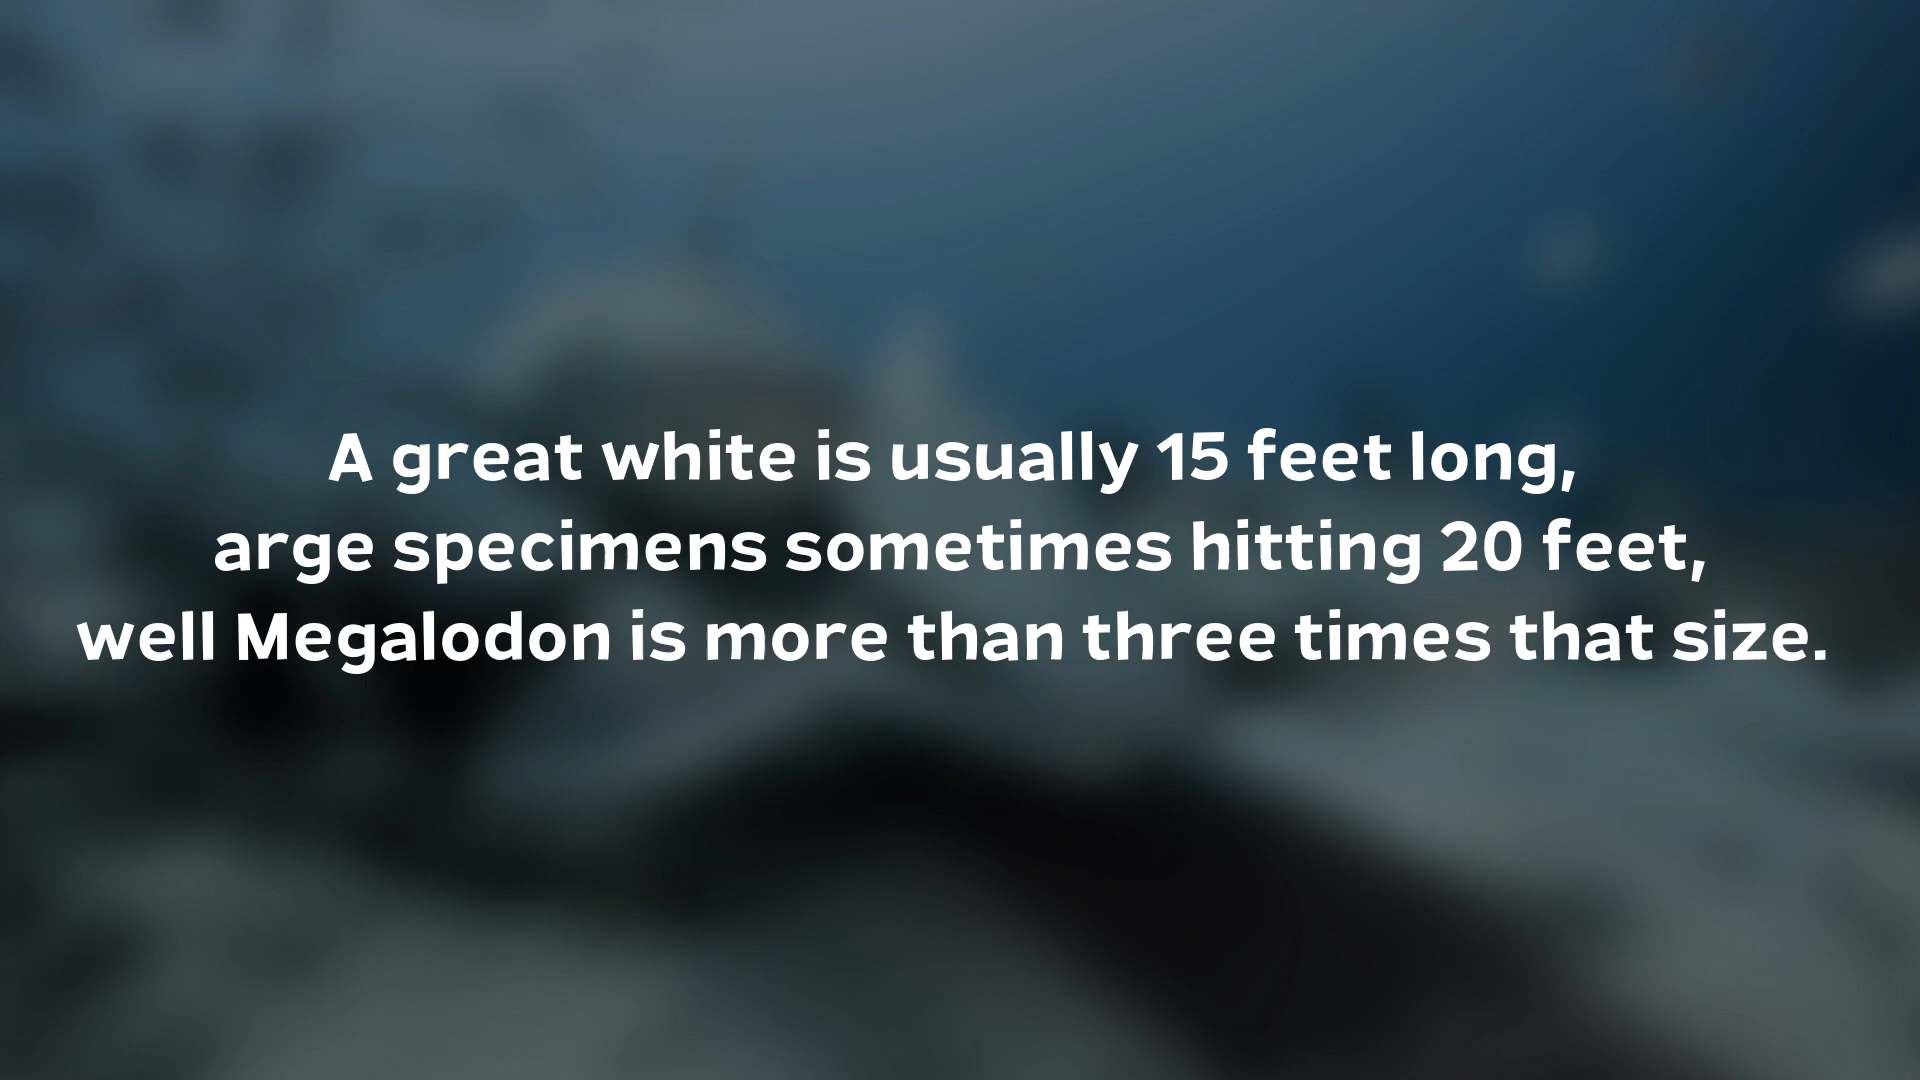 A great white is usually 15 feet long,
arge specimens sometimes hitting 20 feet,
well Megalodon is more than three times that size.